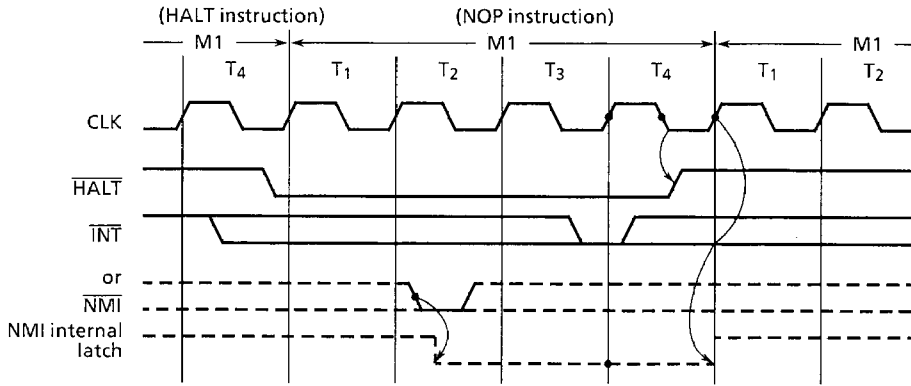 (HALT instruction) (NOP instruction)
M1 M1 M1
T4 T1 T2 T3 T4 T1 T2
CLK
HALT
INT
or
NMI
NMI internal
latch